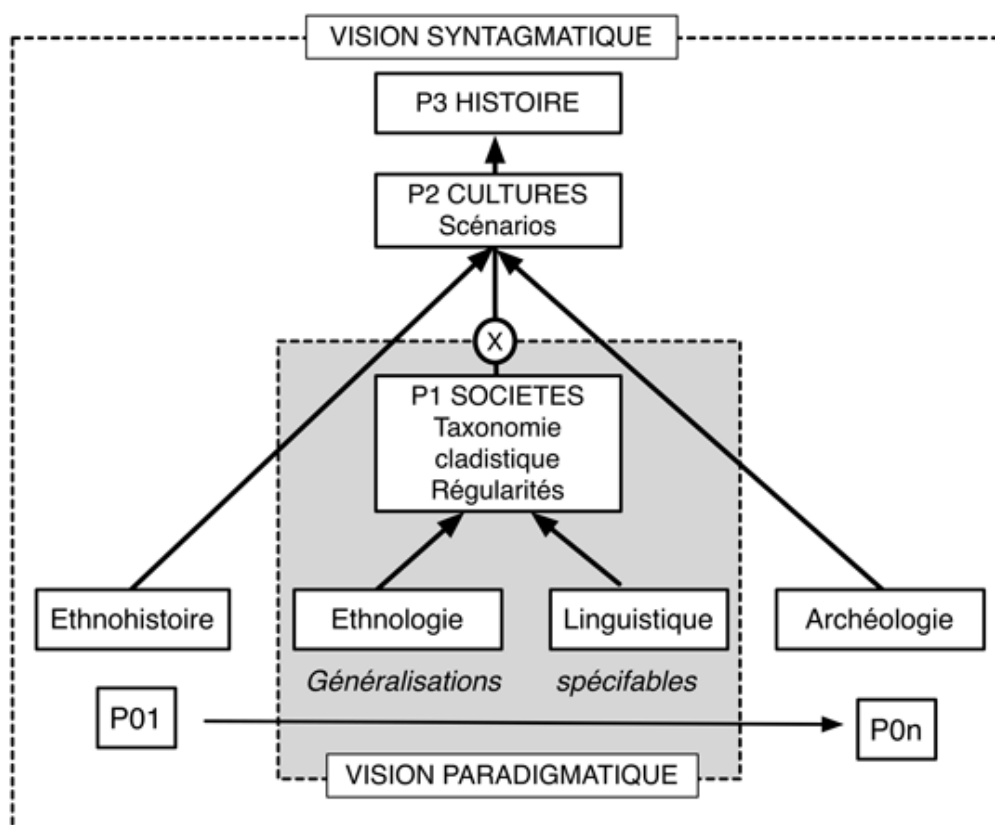 VISION SYNTAGMATIQUE
P3 HISTOIRE
P2 CULTURES
Scénarios
X
P1 SOCIETES
Taxonomie
cladistique
Régularités
Ethnohistoire
Ethnologie
Linguistique
Archéologie
Généralisations spécifables
P01
P0n
VISION PARADIGMATIQUE